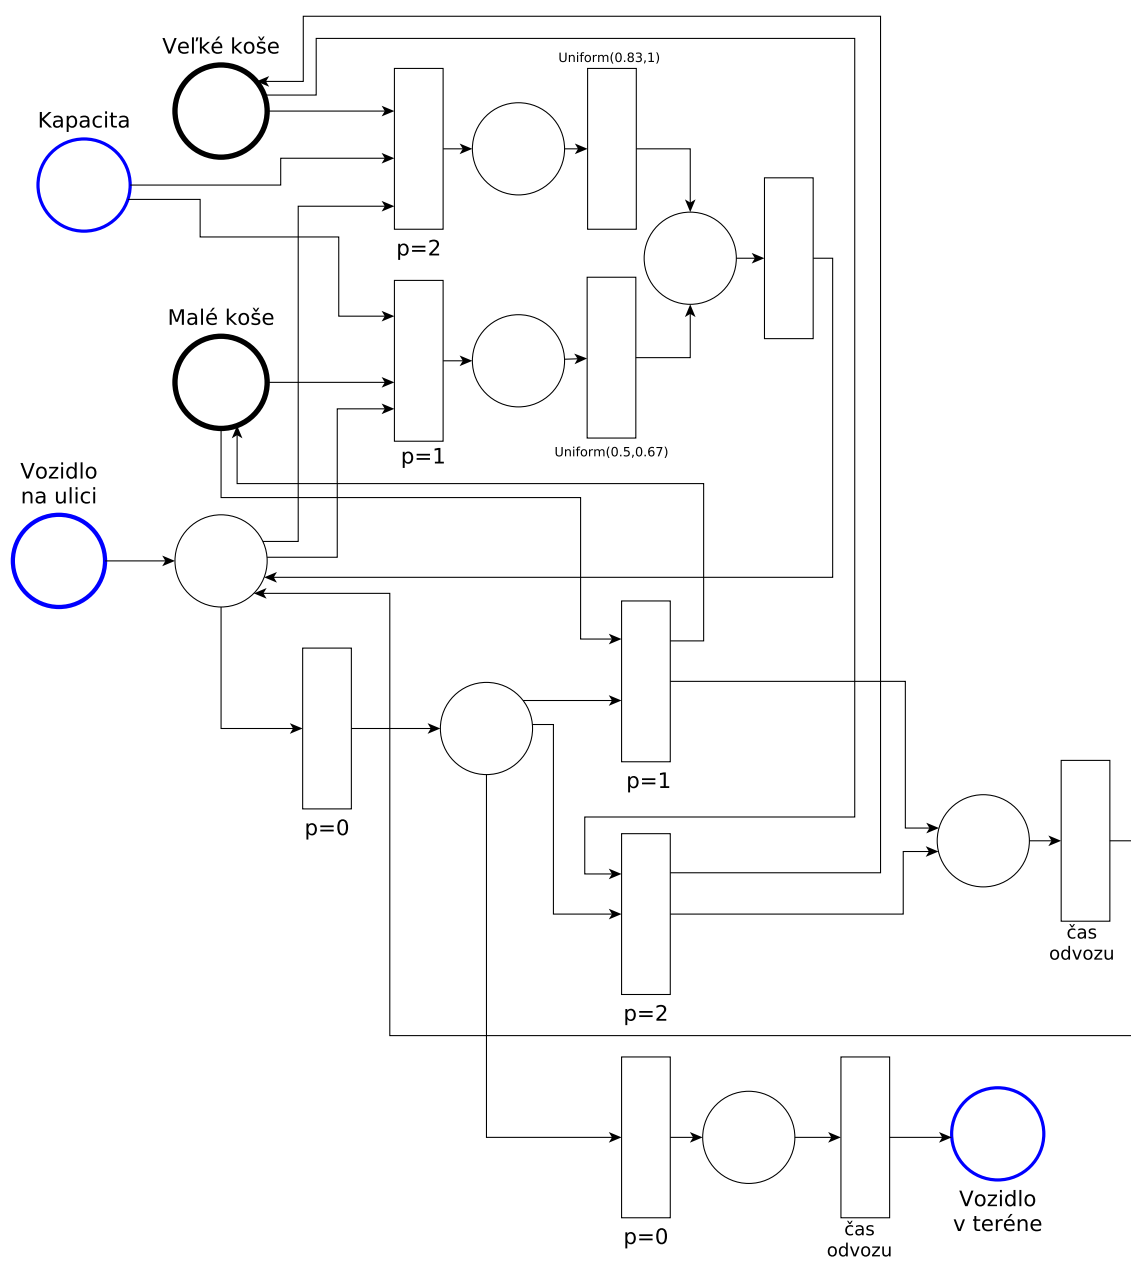 Veľké koše
Uniform(0.83,1)
Kapacita
p=2
Malé koše
p=1
Uniform(0.5,0.67)
Vozidlo
na ulici
p=1
p=0
čas
odvozu
p=2
Vozidlo
v teréne
p=0
čas
odvozu